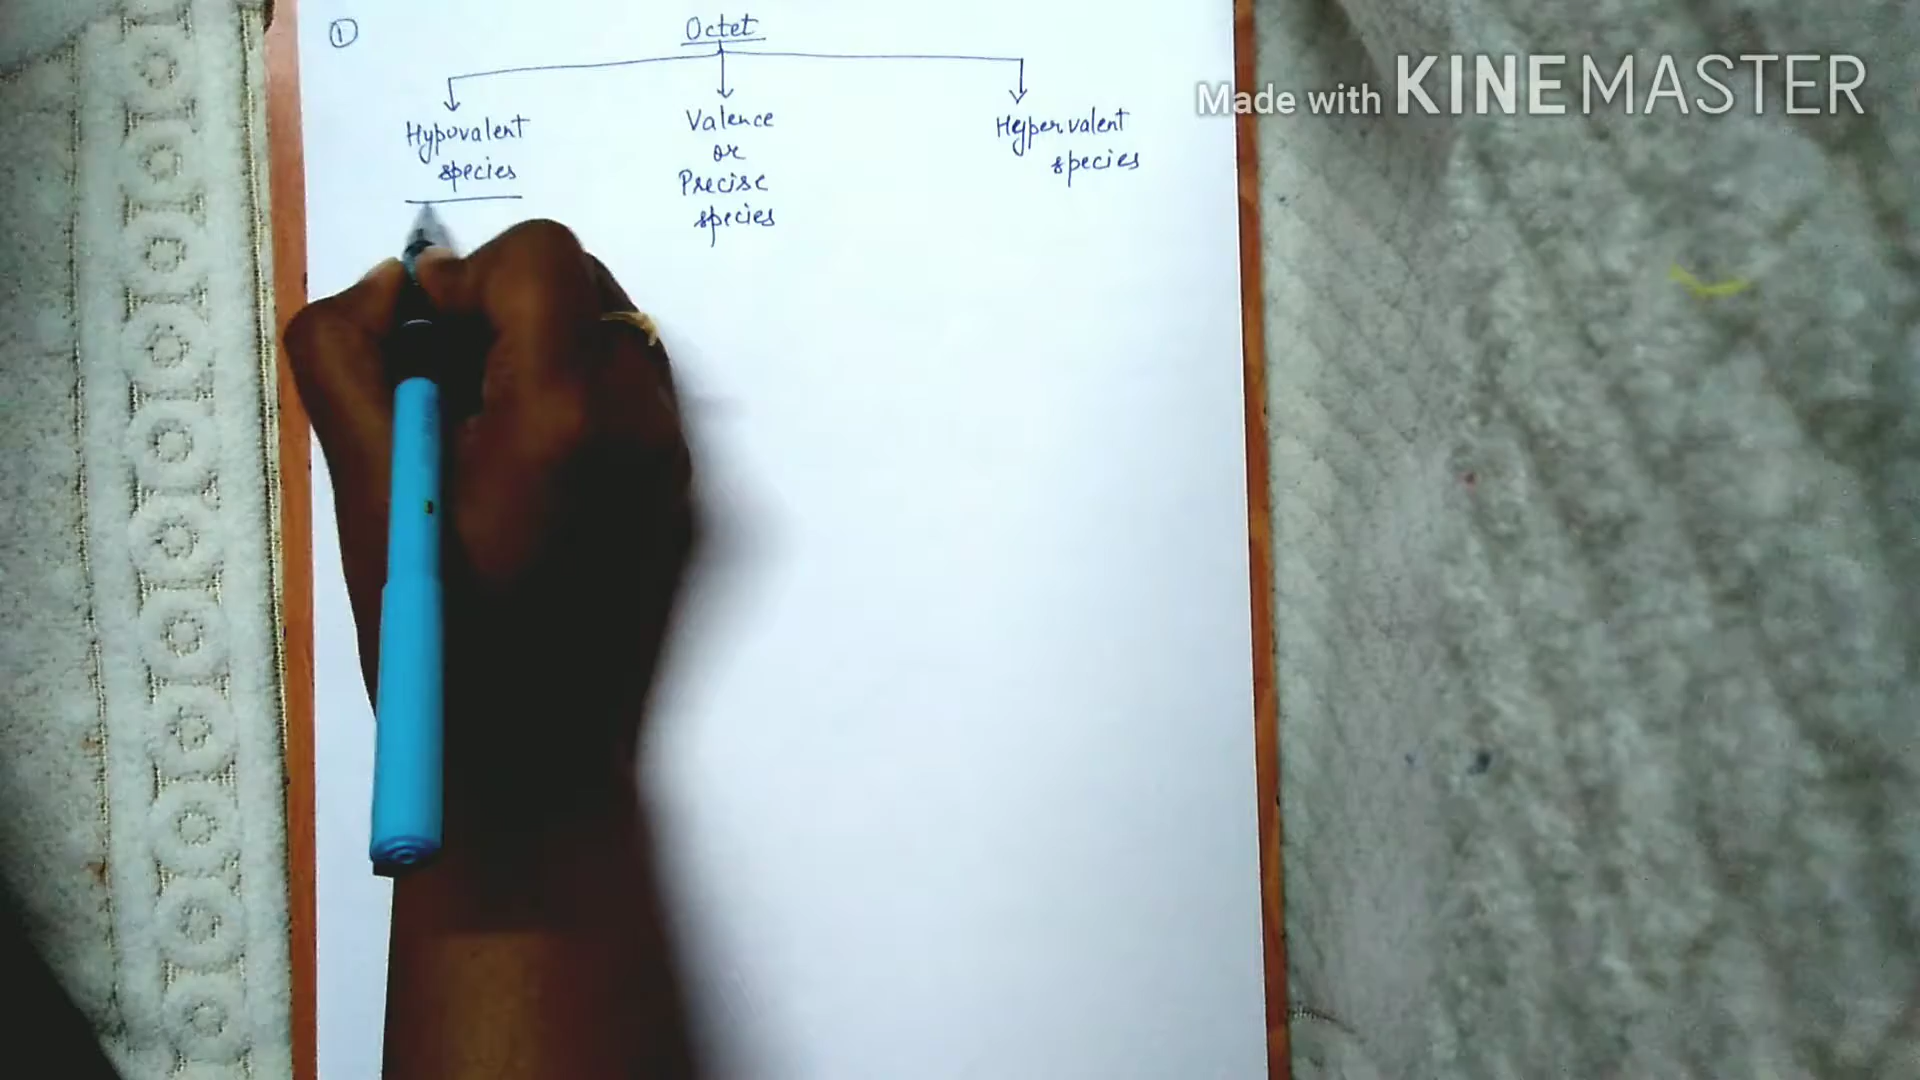 1
Octet
Hypovalent
species
Valence
or
Precise
species
Hypervalent
species
Made with KINEMASTER